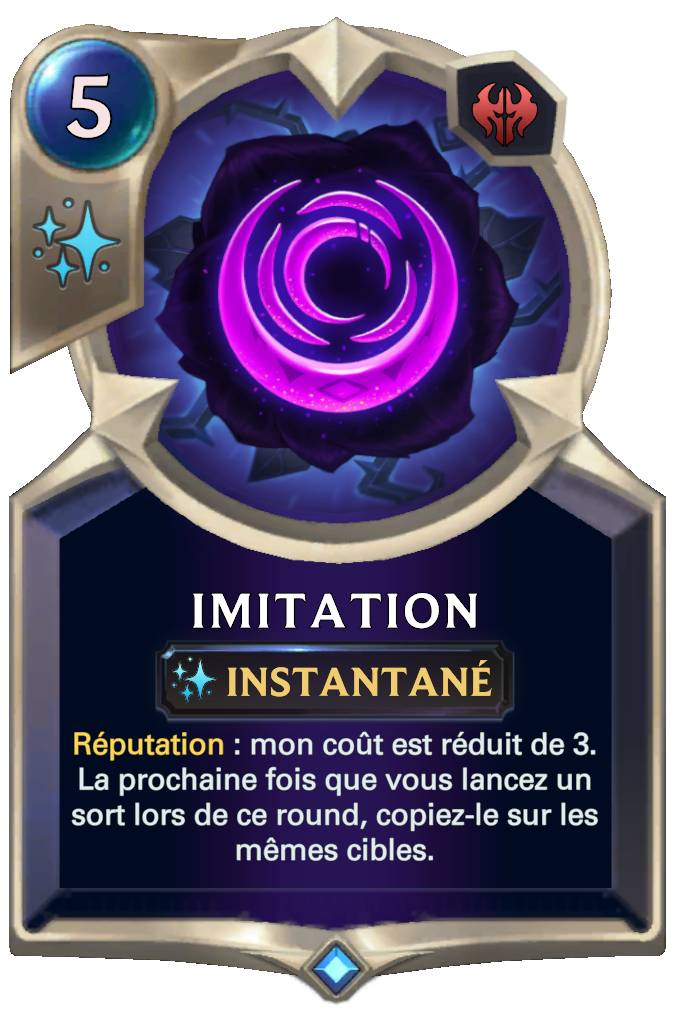 5
IMITATION
INSTANTANÉ
Réputation : mon coût est réduit de 3.
La prochaine fois que vous lancez un
sort lors de ce round, copiez-le sur les
mêmes cibles.